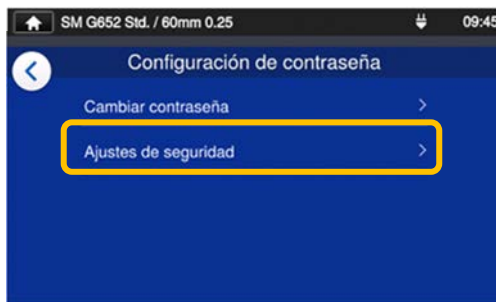 SM G652 Std. / 60mm 0.25 09:45
Configuración de contraseña
Cambiar contraseña
Ajustes de seguridad